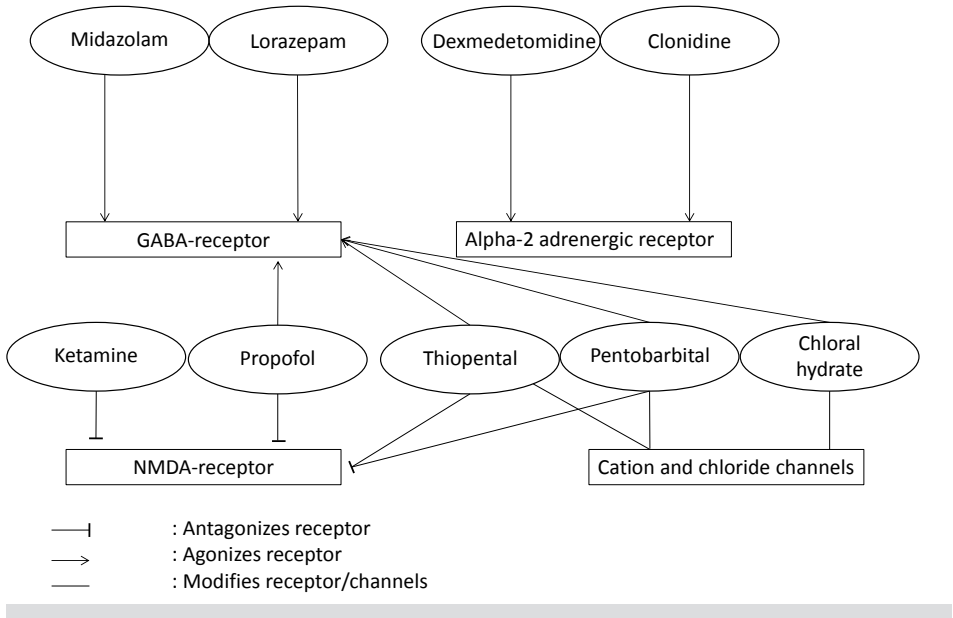 Midazolam
Lorazepam
Dexmedetomidine
Clonidine
GABA-receptor
Alpha-2 adrenergic receptor
Ketamine
Propofol
Thiopental
Pentobarbital
Chloral
hydrate
NMDA-receptor
Cation and chloride channels
: Antagonizes receptor
: Agonizes receptor
: Modifies receptor/channels